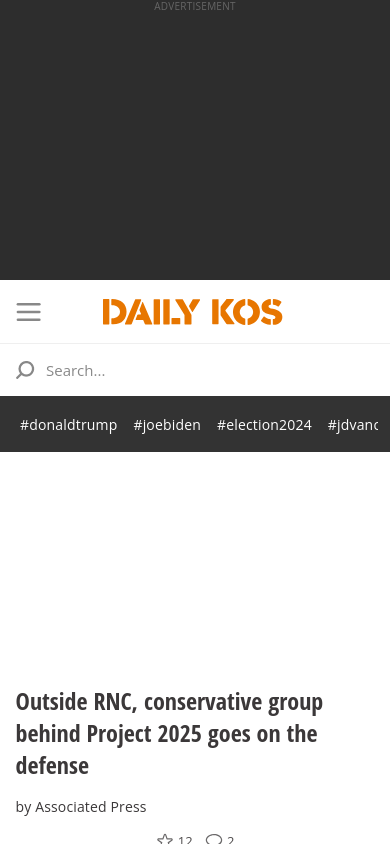 ADVERTISEMENT
DAILY KOS
Search...
#donaldtrump #joebiden #election2024 #jdvanc
Outside RNC, conservative group
behind Project 2025 goes on the
defense
by Associated Press
12 2